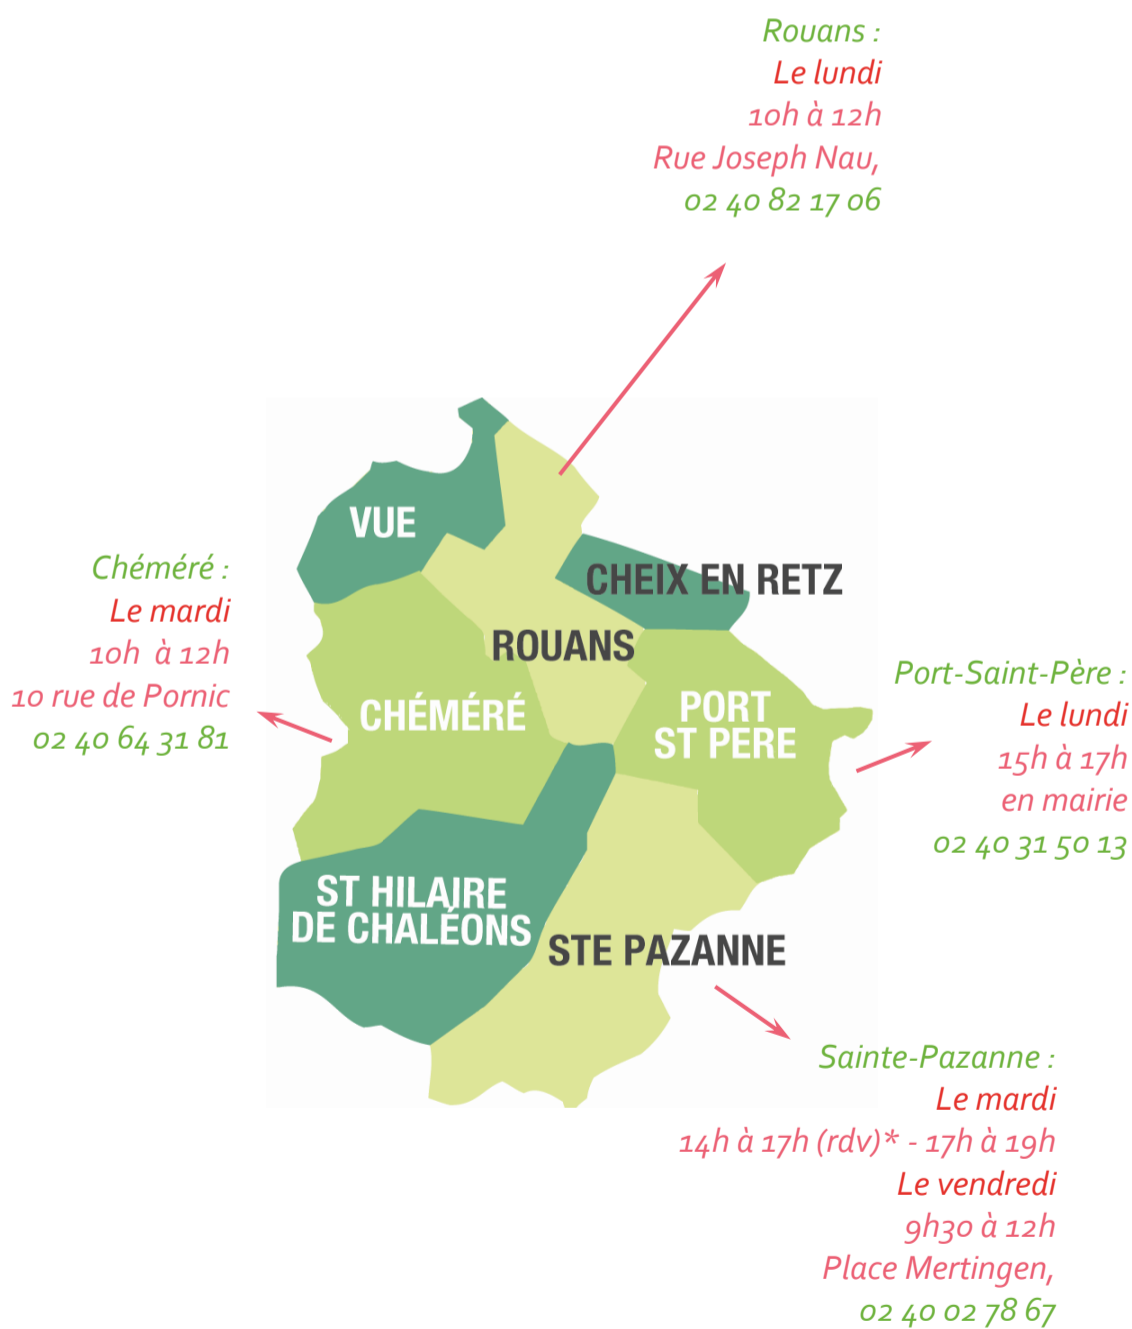 Rouans :
Le lundi
10h à 12h
Rue Joseph Nau,
02 40 82 17 06
VUE
CHEIX EN RETZ
Chéméré :
Le mardi
10h à 12h
10 rue de Pornic
02 40 64 31 81
ROUANS
CHÉMÉRÉ
PORT
ST PERE
Port-Saint-Père :
Le lundi
15h à 17h
en mairie
02 40 31 50 13
ST HILAIRE
DE CHALÉONS
STE PAZANNE
Sainte-Pazanne :
Le mardi
14h à 17h (rdv)* - 17h à 19h
Le vendredi
9h30 à 12h
Place Mertingen,
02 40 02 78 67